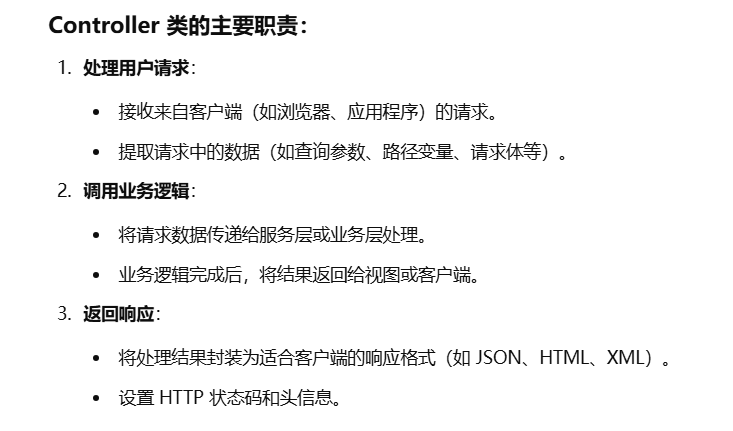 Controller 类的主要职责：
1. 处理用户请求：
• 接收来自客户端（如浏览器、应用程序）的请求。
• 提取请求中的数据（如查询参数、路径变量、请求体等）。
2. 调用业务逻辑：
• 将请求数据传递给服务层或业务层处理。
• 业务逻辑完成后，将结果返回给视图或客户端。
3. 返回响应：
• 将处理结果封装为适合客户端的响应格式（如 JSON、HTML、XML）。
• 设置 HTTP 状态码和头信息。